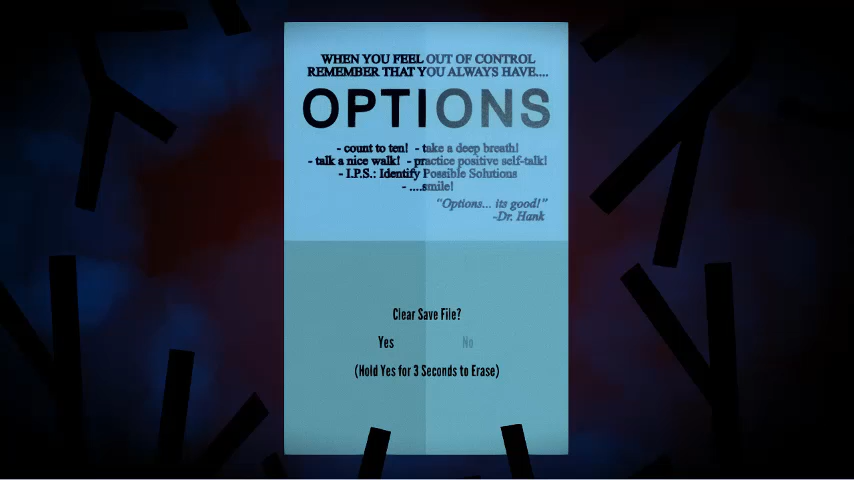 WHEN YOU FEEL OUT OF CONTROL
REMEMBER THAT YOU ALWAYS HAVE....
OPTIONS
- count to ten!  - take a deep breath!
- talk a nice walk!  - practice positive self-talk!
- I.P.S.: Identify Possible Solutions
- ....smile!
“Options... its good!”
-Dr. Hank
Clear Save File?
Yes No
(Hold Yes for 3 Seconds to Erase)